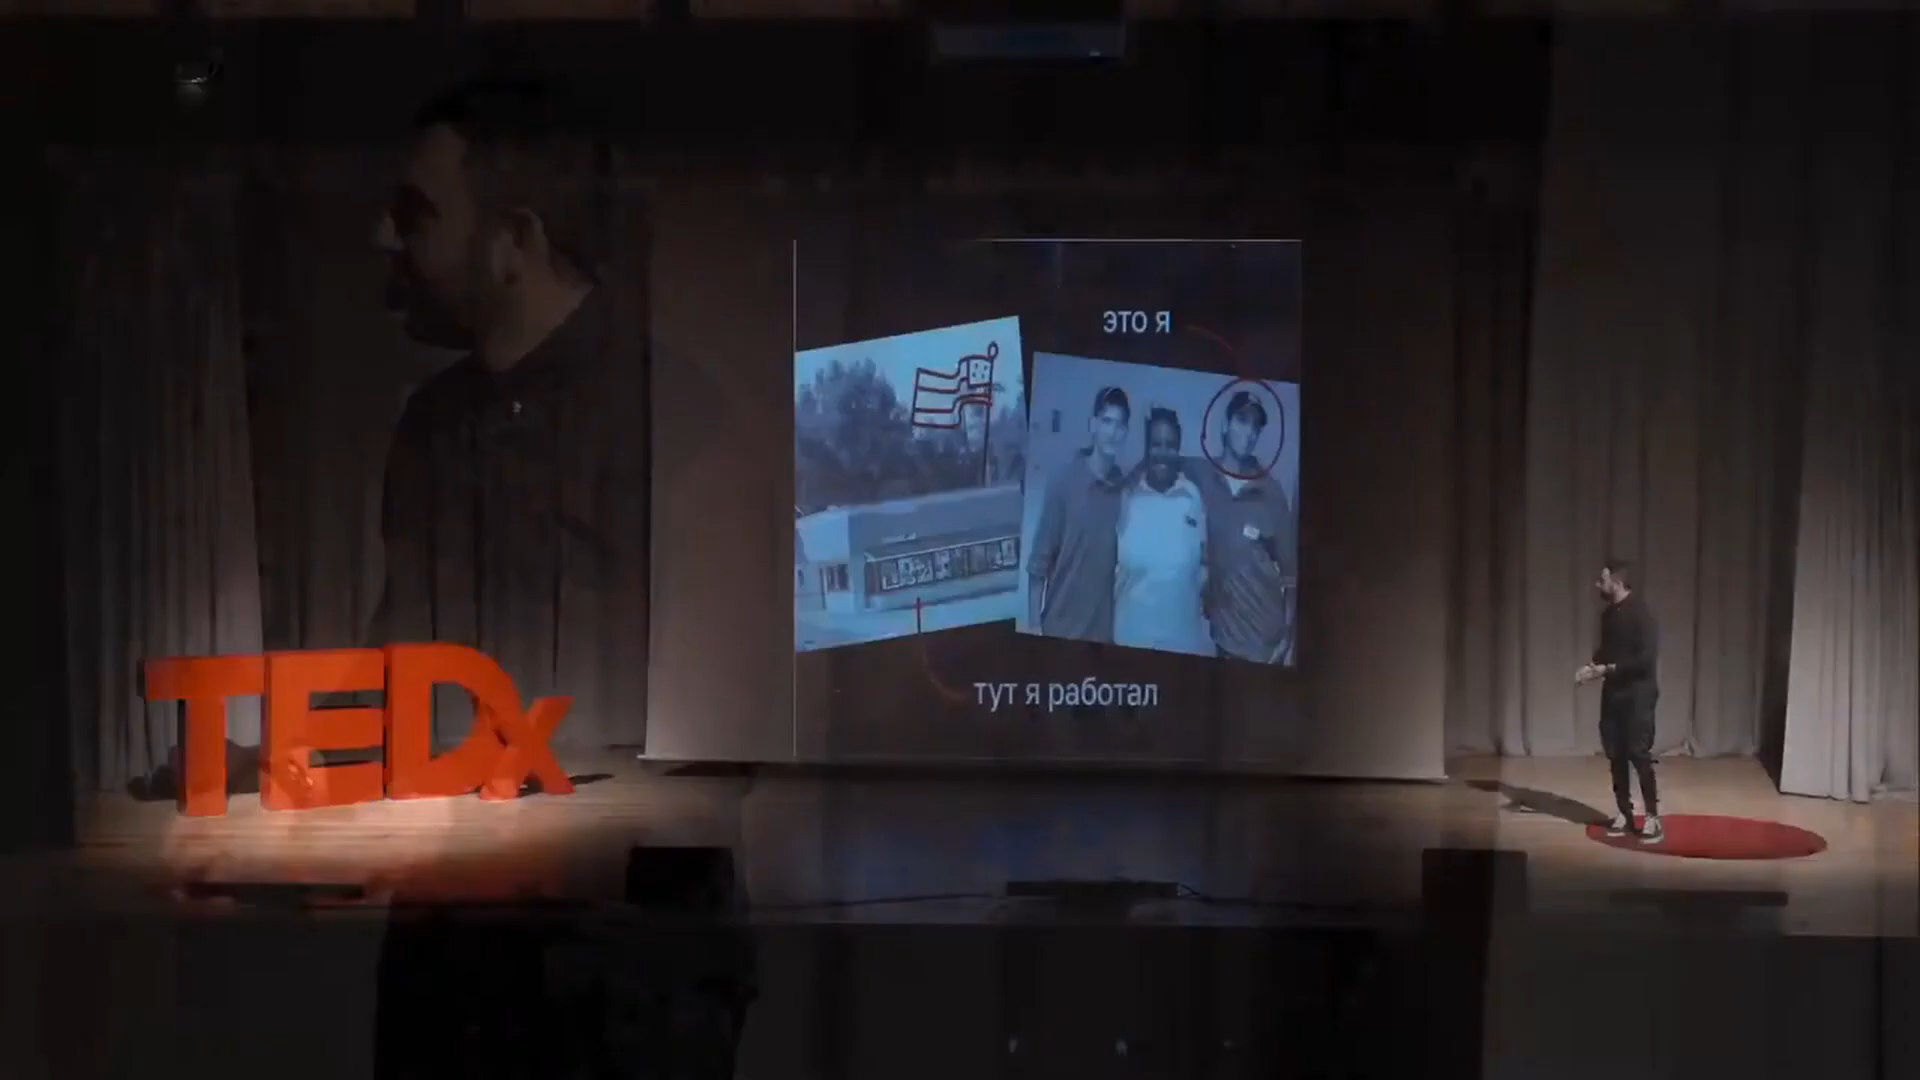 это я
тут я работал
TEDx